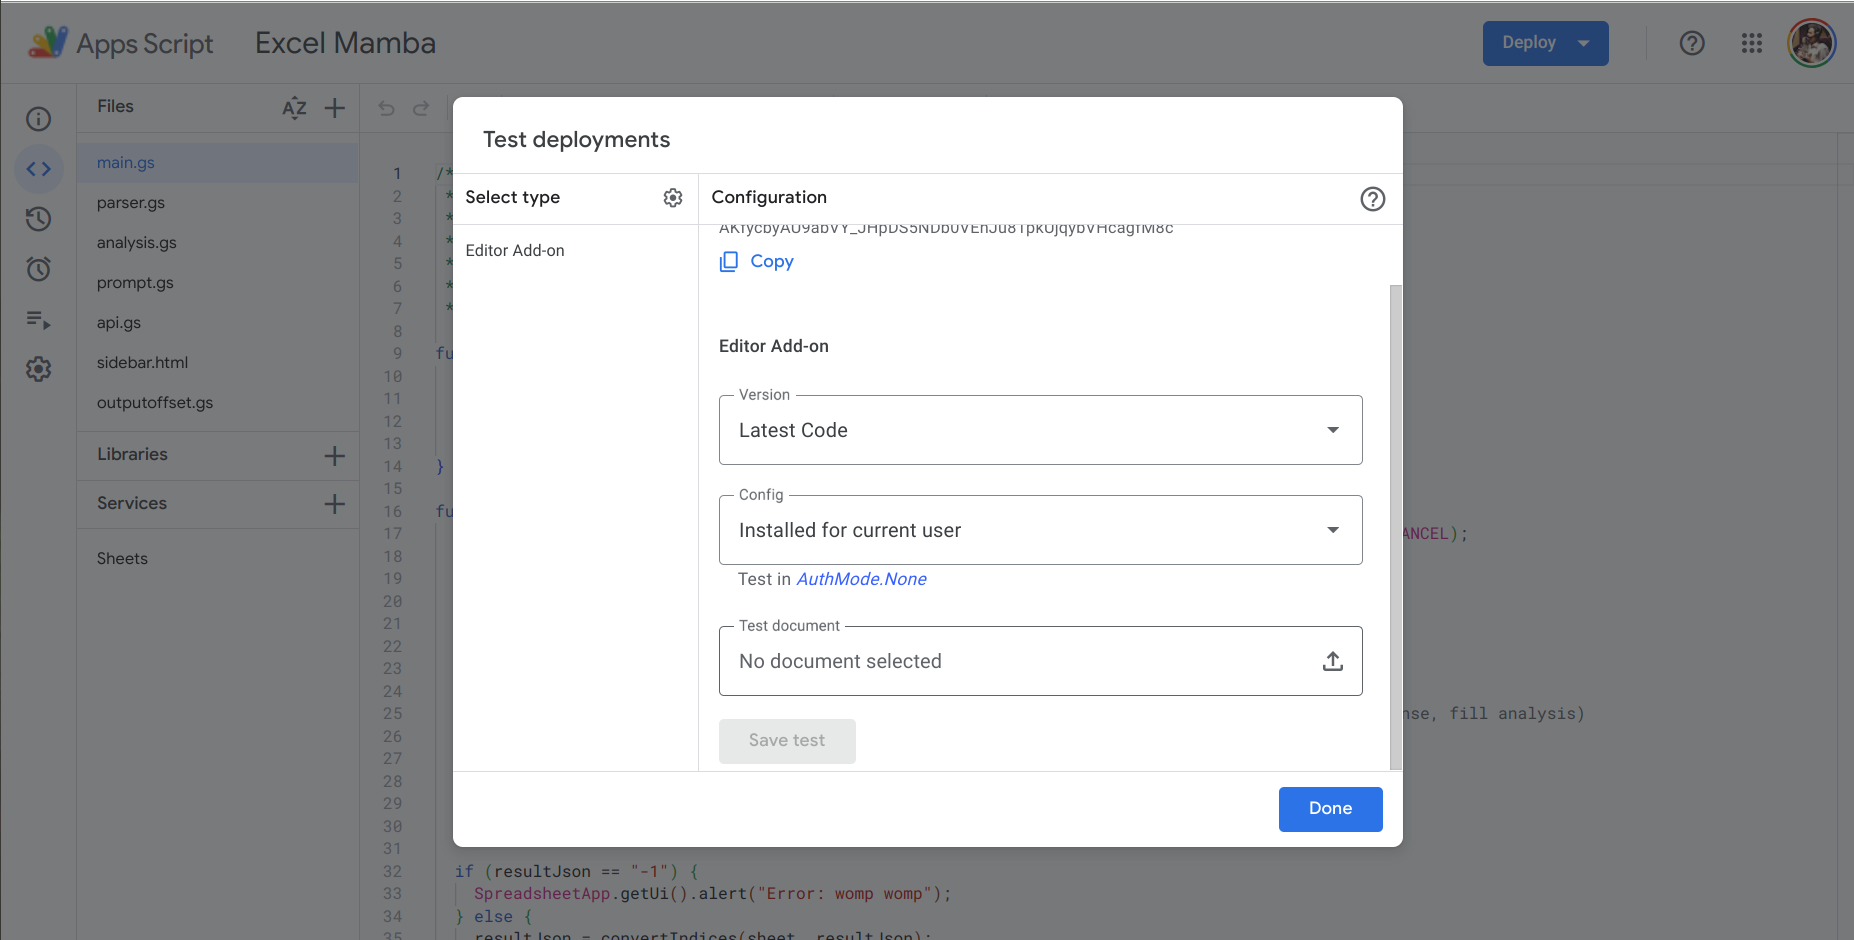 Apps Script
Excel Mamba
Deploy
Files
AZ
main.gs
parser.gs
analysis.gs
prompt.gs
api.gs
sidebar.html
outputoffset.gs
Libraries
Services
Sheets
Test deployments
Select type
Configuration
Editor Add-on
Copy
Editor Add-on
Version
Latest Code
Config
Installed for current user
Test in AuthMode.None
Test document
No document selected
Save test
Done
1 /*
2 *
3 *
4 *
5 *
6 *
7 *
8
9 fu
10
11
12
13
14 }
15
16 fu
17 ANCEL);
18
19
20
21
22
23
24
25 nse, fill analysis)
26
27
28
29
30
31
32 if (resultJson == "-1") {
33 SpreadsheetApp.getUi().alert("Error: womp womp");
34 } else {
35 resultJson = convertIndices(sheet, resultJson);